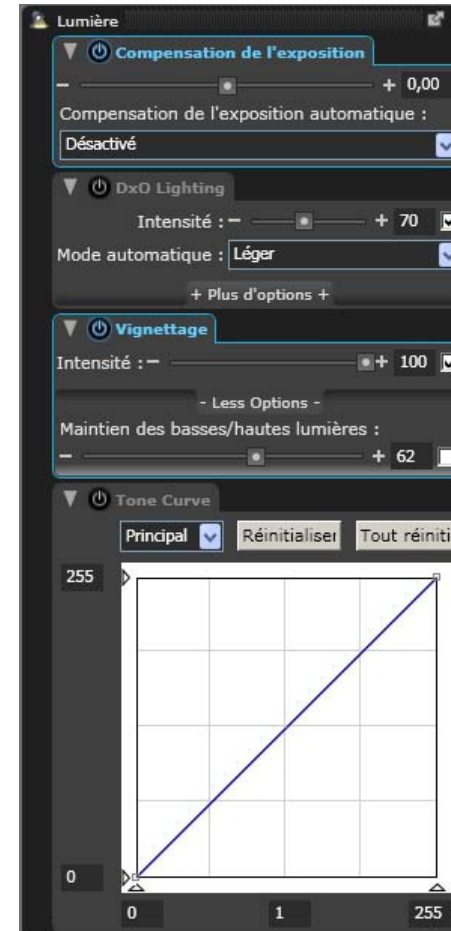 Lumière
Compensation de l'exposition
- + 0,00
Compensation de l'exposition automatique :
Désactivé
DxO Lighting
Intensité : - + 70
Mode automatique : Léger
+ Plus d'options +
Vignettage
Intensité : - + 100
- Less Options -
Maintien des basses/hautes lumières :
- + 62
Tone Curve
Principal Réinitialiser Tout réiniti
255
0
0 1 255